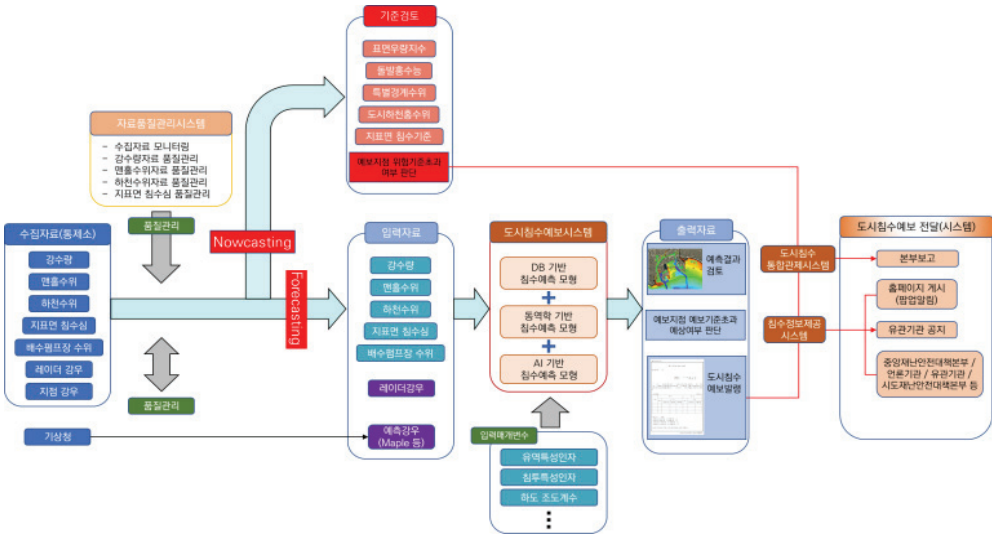 기준검토
표면우량지수
돌발홍수능
특별경계수위
도시하천홍수위
지표면 침수기준
예보지점 위험기준초과
여부 판단
자료품질관리시스템
- 수집자료 모니터링
- 강수량자료 품질관리
- 맨홀수위자료 품질관리
- 하천수위자료 품질관리
- 지표면 침수심 품질관리
품질관리
수집자료(통제소)
강수량
맨홀수위
하천수위
지표면 침수심
배수펌프장 수위
레이더 강우
지점 강우
품질관리
기상청
Nowcasting
Forecasting
입력자료
강수량
맨홀수위
하천수위
지표면 침수심
배수펌프장 수위
레이더강우
예측강우
(Maple 등)
도시침수예보시스템
DB 기반
침수예측 모형
+
동역학 기반
침수예측 모형
+
AI 기반
침수예측 모형
입력매개변수
유역특성인자
침투특성인자
하도 조도계수
출력자료
예측결과
검토
예보지점 예보기준초과
예상여부 판단
도시침수
예보발령
도시침수
통합관제시스템
침수정보제공
시스템
도시침수예보 전달(시스템)
본부보고
홈페이지 게시
(팝업알림)
유관기관 공지
중앙재난안전대책본부 /
언론기관 / 유관기관 /
시도재난안전대책본부 등